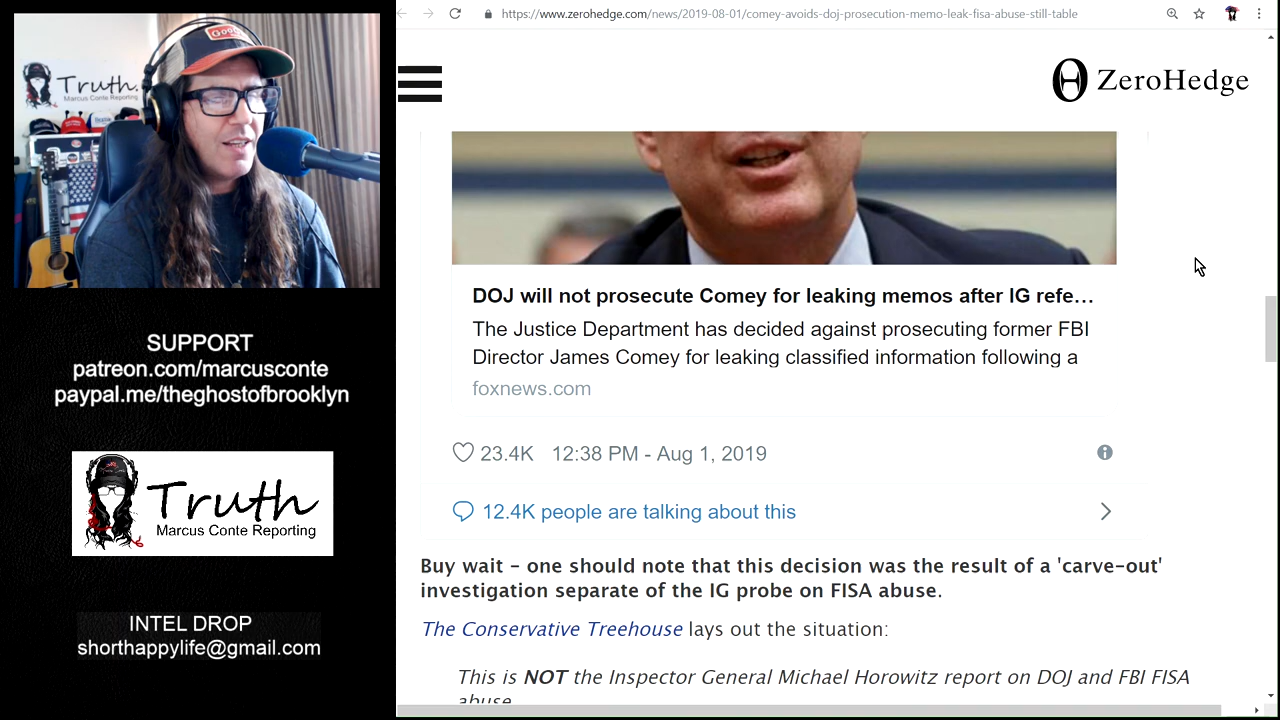 https://www.zerohedge.com/news/2019-08-01/comey-avoids-doj-prosecution-memo-leak-fisa-abuse-still-table
ZeroHedge
Truth.
Marcus Conte Reporting
DOJ will not prosecute Comey for leaking memos after IG refe...
The Justice Department has decided against prosecuting former FBI
Director James Comey for leaking classified information following a
foxnews.com
23.4K 12:38 PM - Aug 1, 2019
12.4K people are talking about this
Buy wait – one should note that this decision was the result of a 'carve-out'
investigation separate of the IG probe on FISA abuse.
The Conservative Treehouse lays out the situation:
This is NOT the Inspector General Michael Horowitz report on DOJ and FBI FISA
abuse
SUPPORT
patreon.com/marcusconte
paypal.me/theghostofbrooklyn
Truth
Marcus Conte Reporting
INTEL DROP
shorthappylife@gmail.com